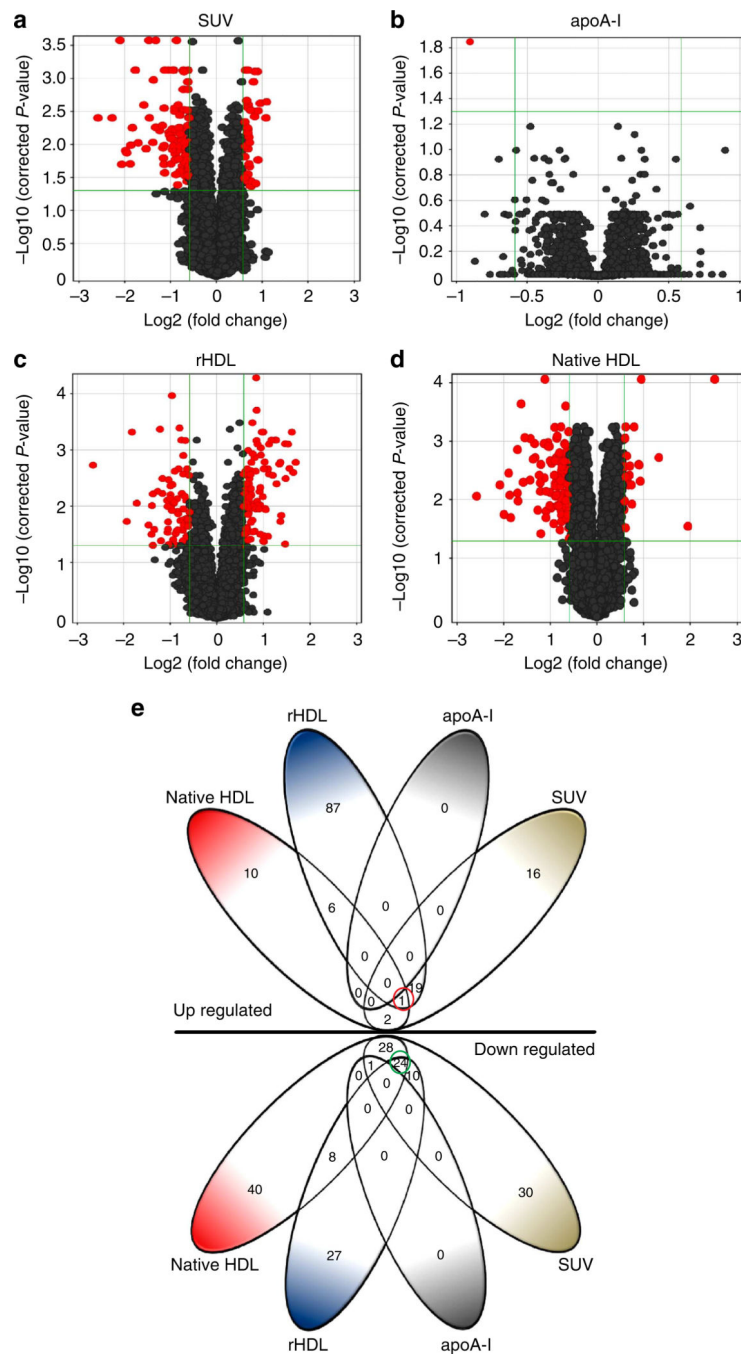 a
SUV
3.5
3.0
2.5
2.0
1.5
1.0
0.5
0
–Log10 (corrected P-value)
–3 –2 –1 0 1 2 3
Log2 (fold change)
b
apoA-I
1.8
1.6
1.4
1.2
1.0
0.8
0.6
0.4
0.2
0
–Log10 (corrected P-value)
–1 –0.5 0 0.5 1
Log2 (fold change)
c
rHDL
4
3
2
1
0
–Log10 (corrected P-value)
–3 –2 –1 0 1 2 3
Log2 (fold change)
d
Native HDL
4
3
2
1
0
–Log10 (corrected P-value)
–3 –2 –1 0 1 2 3
Log2 (fold change)
e
rHDL apoA-I
Native HDL SUV
87 0
10 16
6 0 0
0 0
0
0 0 1 19
2
Up regulated
Down regulated
28
0 1 24 10
0
0 0
8 0 0
40 30
27 0
Native HDL SUV
rHDL apoA-I